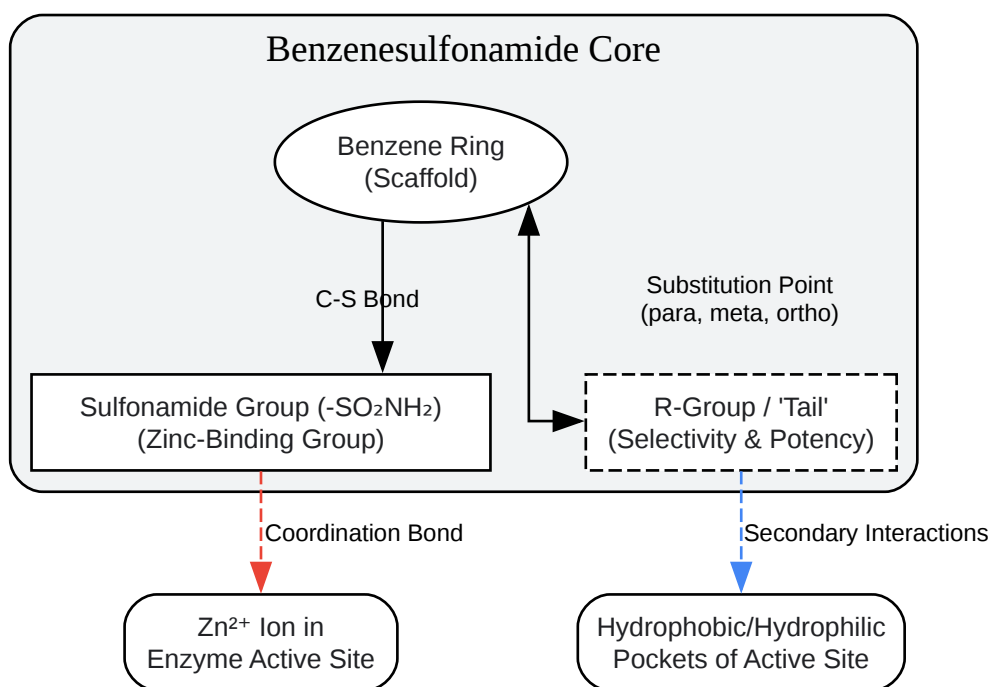 Benzenesulfonamide Core
Benzene Ring
(Scaffold)
C-S Bond
Substitution Point
(para, meta, ortho)
Sulfonamide Group (-SO₂NH₂)
(Zinc-Binding Group)
R-Group / 'Tail'
(Selectivity & Potency)
Coordination Bond
Secondary Interactions
Zn²⁺ Ion in
Enzyme Active Site
Hydrophobic/Hydrophilic
Pockets of Active Site